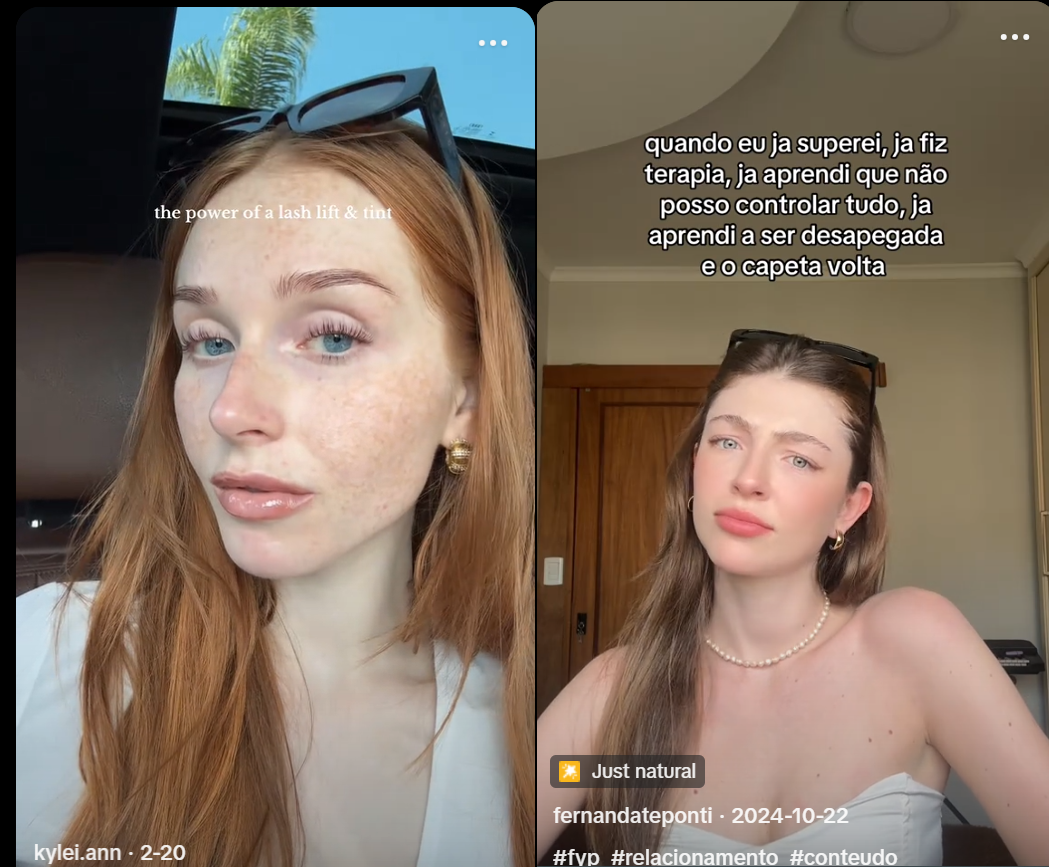 the power of a lash lift & tint
kylei.ann · 2-20
quando eu ja superei, ja fiz
terapia, ja aprendi que não
posso controlar tudo, ja
aprendi a ser desapegada
e o capeta volta
Just natural
fernandateponti · 2024-10-22
#fyp #relacionamento #conteudo